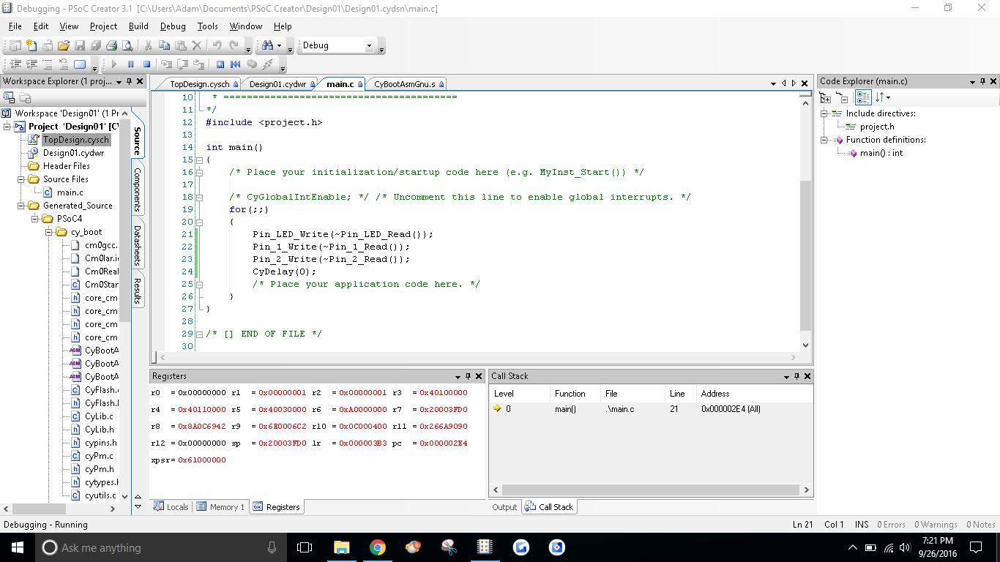 Debugging - PSoC Creator 3.1 [C:\Users\Adam\Documents\PSoC Creator\Design01\Design01.cydsn\main.c]
File Edit View Project Build Debug Tools Window Help
Debug
Workspace Explorer (1 proj...
Workspace 'Design01' (1 Pr
Project 'Design01' [CY
TopDesign.cysch
Design01.cydwr
Header Files
Source Files
main.c
Generated_Source
PSoC4
cy_boot
cm0gcc.
Cm0Iar.i
Cm0Real
Cm0Star
core_cm
core_cm
core_cm
core_cm
CyBootA
CyBootA
CyBootA
CyFlash.c
CyFlash.h
CyLib.c
CyLib.h
cypins.h
cyPm.c
cyPm.h
cytypes.h
cyutils.c
Source
Components
Datasheets
Results
TopDesign.cysch Design01.cydwr main.c CyBootAsmGnu.s
10 * ========================================
11 */
12 #include <project.h>
13
14 int main()
15 {
16 /* Place your initialization/startup code here (e.g. MyInst_Start()) */
17
18 /* CyGlobalIntEnable; */ /* Uncomment this line to enable global interrupts. */
19 for(;;)
20 {
21 Pin_LED_Write(~Pin_LED_Read());
22 Pin_1_Write(~Pin_1_Read());
23 Pin_2_Write(~Pin_2_Read());
24 CyDelay(0);
25 /* Place your application code here. */
26 }
27 }
28
29 /* [] END OF FILE */
30
Code Explorer (main.c)
Include directives:
project.h
Function definitions:
main() : int
Registers
r0 = 0x00000000 r1 = 0x00000001 r2 = 0x00000001 r3 = 0x40100000
r4 = 0x40110000 r5 = 0x40030000 r6 = 0xA0000000 r7 = 0x20003FD0
r8 = 0x8A0C6942 r9 = 0x6E0006C2 r10 = 0x0C000400 r11 = 0x266A9090
r12 = 0x00000000 sp = 0x20003FD0 lr = 0x000003B3 pc = 0x000002E4
xpsr= 0x61000000
Locals Memory 1 Registers
Call Stack
Level Function File Line Address
0 main() .\main.c 21 0x000002E4 (All)
Output Call Stack
Debugging - Running
Ln 21 Col 1 INS 0 Errors 0 Warnings 0 Notes
Ask me anything
7:21 PM
9/26/2016